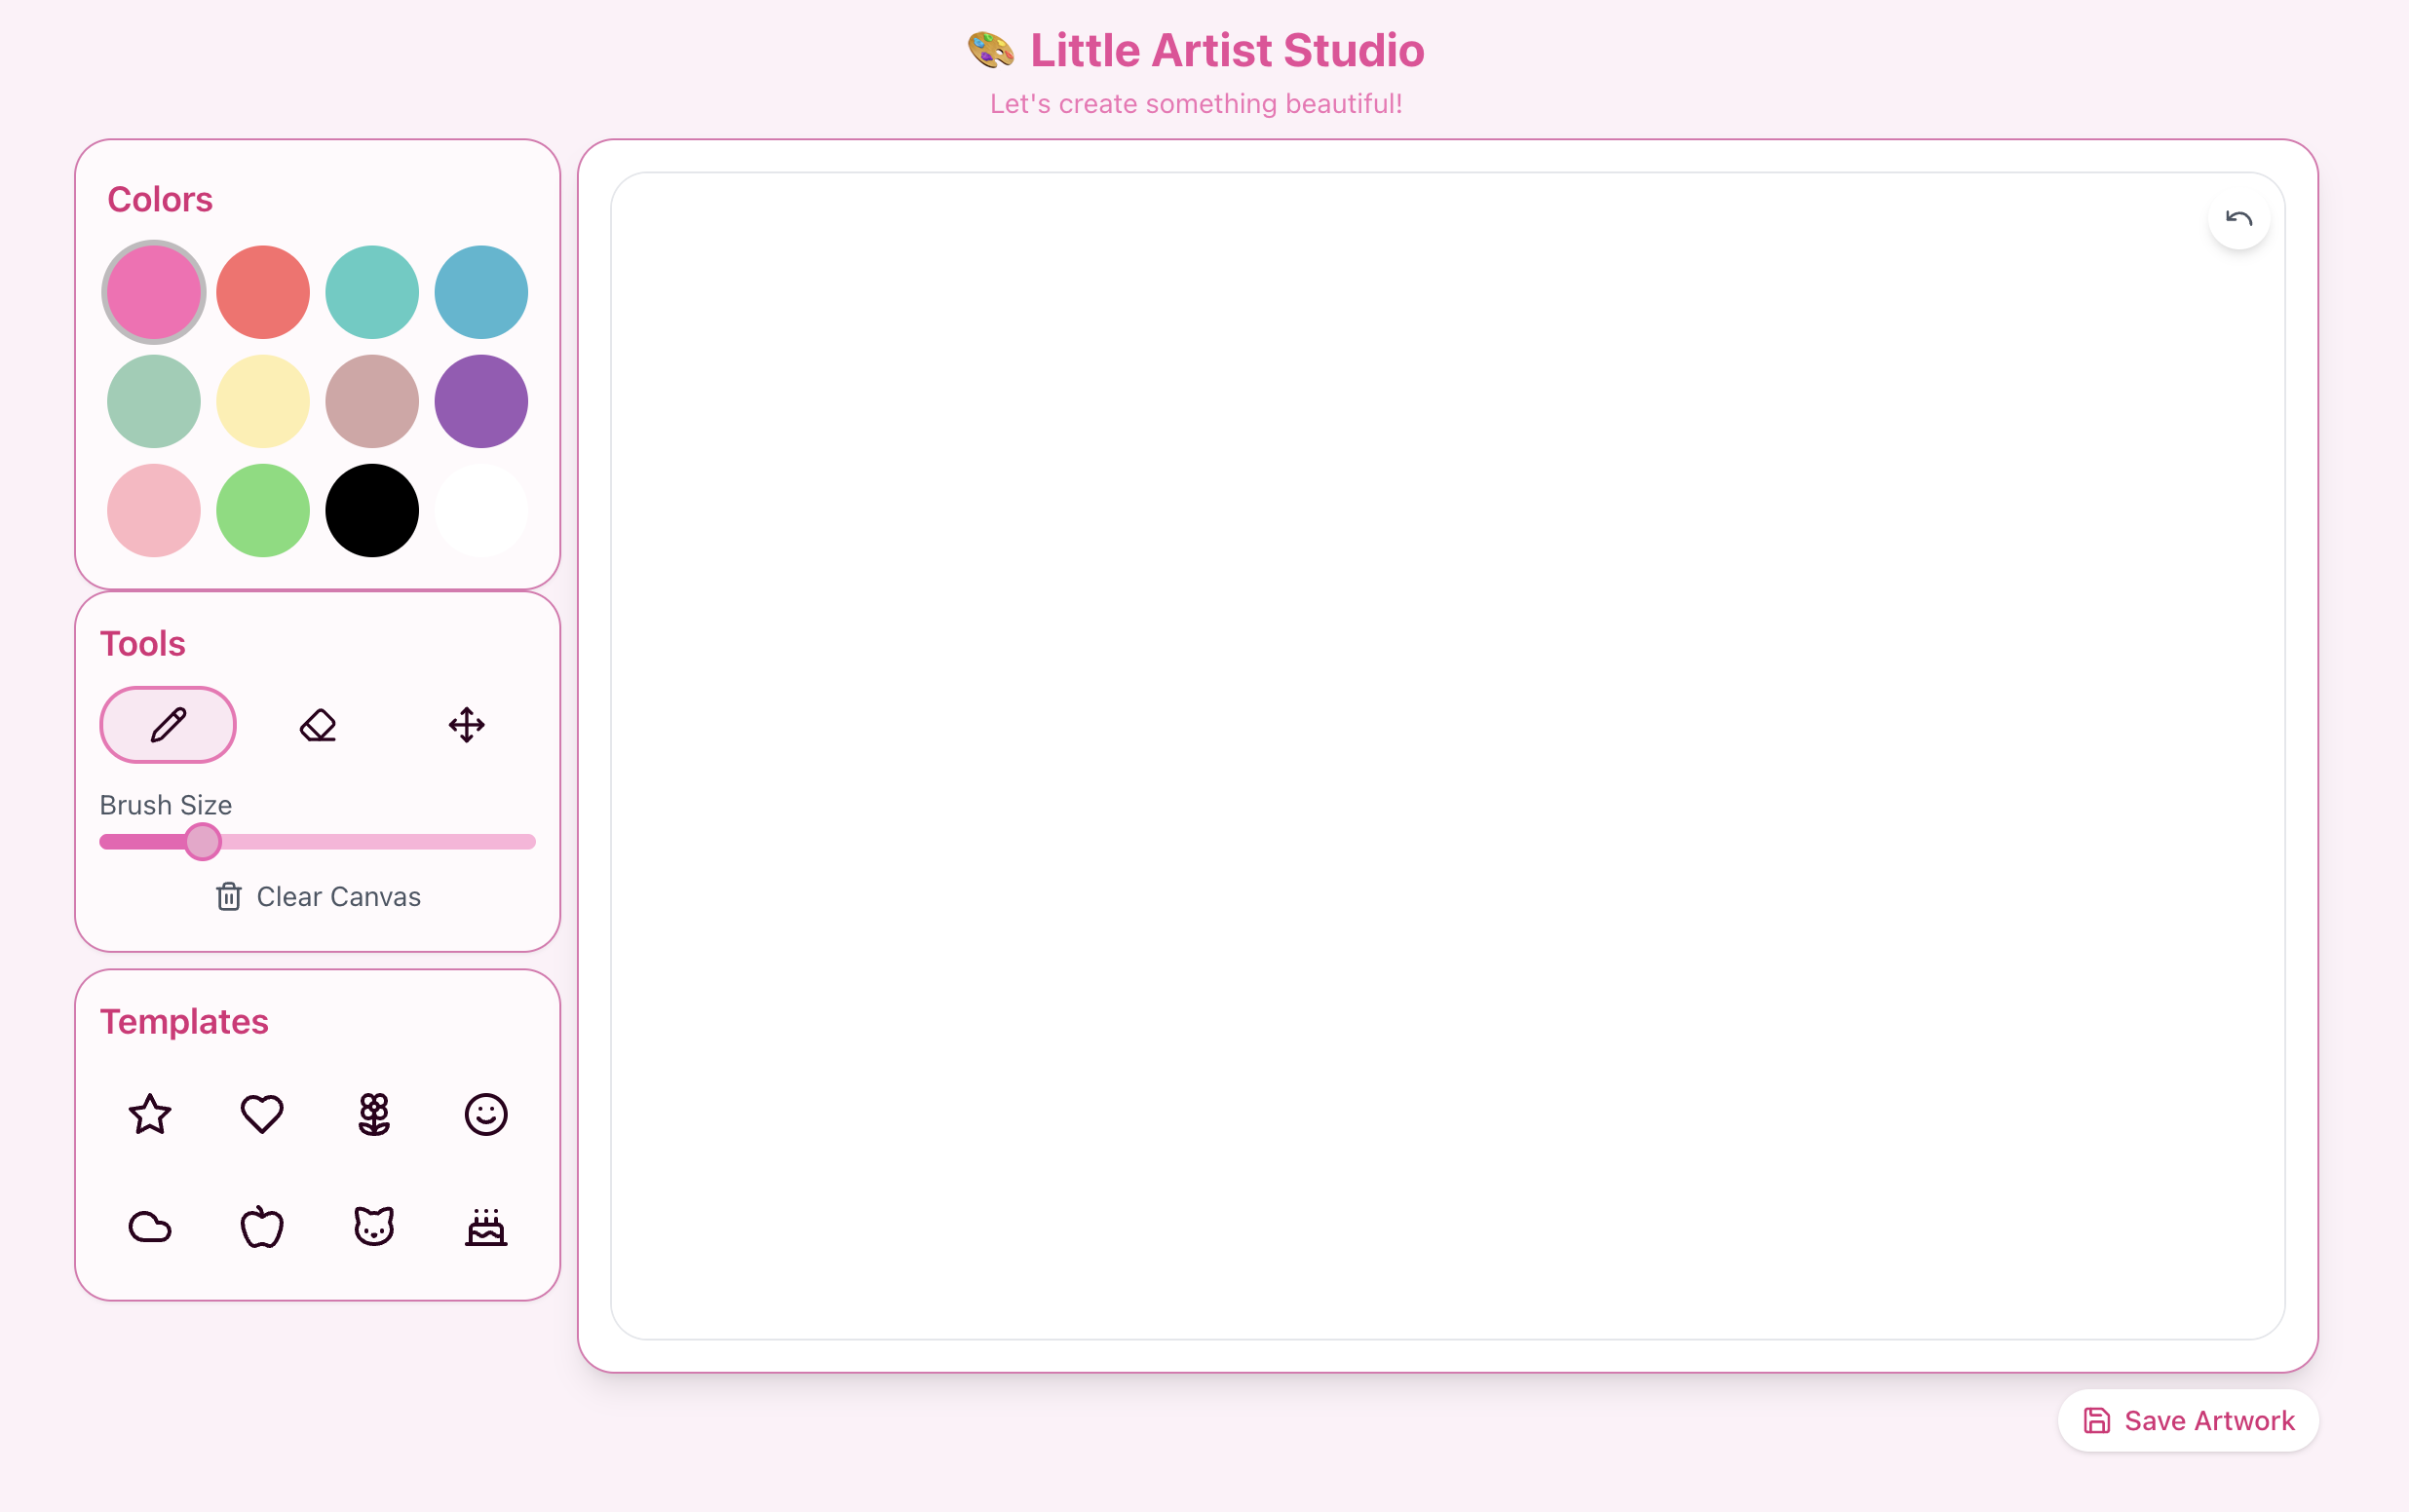 🎨 Little Artist Studio
Let's create something beautiful!
Colors
Tools
Brush Size
Clear Canvas
Templates
Save Artwork